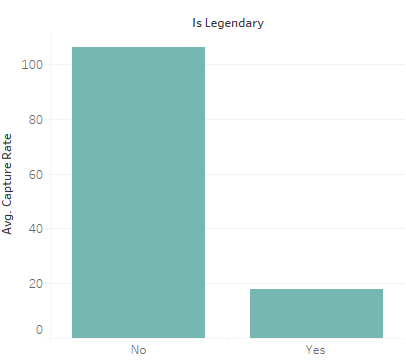 Is Legendary
Avg. Capture Rate
100
80
60
40
20
0
No
Yes